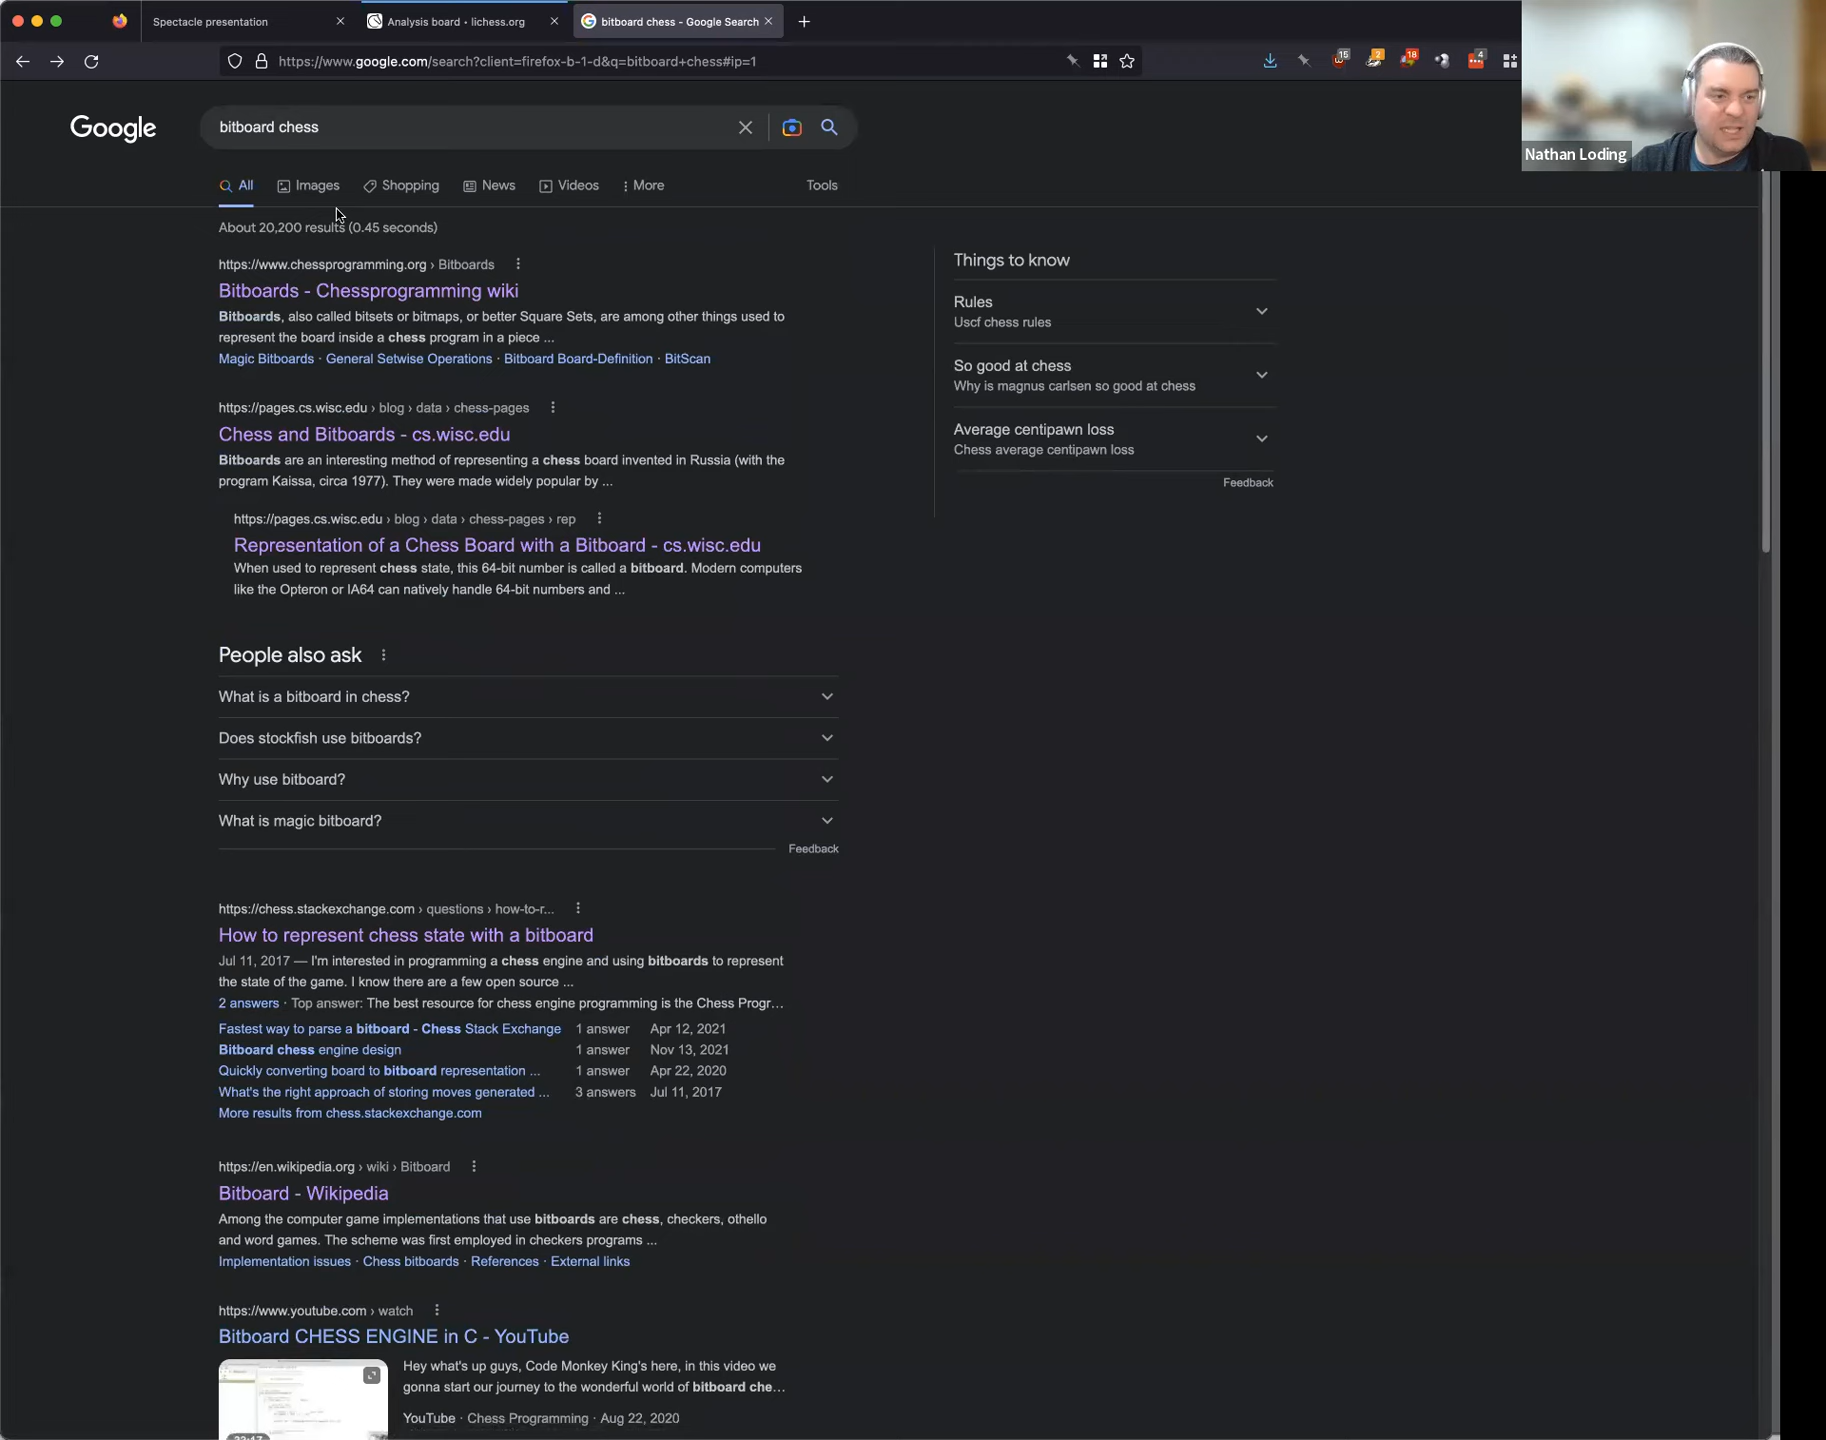 Spectacle presentation
Analysis board • lichess.org
bitboard chess - Google Search
https://www.google.com/search?client=firefox-b-1-d&q=bitboard+chess#ip=1
15
2
18
4
Nathan Loding
Google
bitboard chess
All
Images
Shopping
News
Videos
More
Tools
About 20,200 results (0.45 seconds)
https://www.chessprogramming.org › Bitboards
Bitboards - Chessprogramming wiki
Bitboards, also called bitsets or bitmaps, or better Square Sets, are among other things used to
represent the board inside a chess program in a piece ...
Magic Bitboards · General Setwise Operations · Bitboard Board-Definition · BitScan
https://pages.cs.wisc.edu › blog › data › chess-pages
Chess and Bitboards - cs.wisc.edu
Bitboards are an interesting method of representing a chess board invented in Russia (with the
program Kaissa, circa 1977). They were made widely popular by ...
https://pages.cs.wisc.edu › blog › data › chess-pages › rep
Representation of a Chess Board with a Bitboard - cs.wisc.edu
When used to represent chess state, this 64-bit number is called a bitboard. Modern computers
like the Opteron or IA64 can natively handle 64-bit numbers and ...
People also ask
What is a bitboard in chess?
Does stockfish use bitboards?
Why use bitboard?
What is magic bitboard?
Feedback
https://chess.stackexchange.com › questions › how-to-r...
How to represent chess state with a bitboard
Jul 11, 2017 — I'm interested in programming a chess engine and using bitboards to represent
the state of the game. I know there are a few open source ...
2 answers · Top answer: The best resource for chess engine programming is the Chess Progr...
Fastest way to parse a bitboard - Chess Stack Exchange 1 answer Apr 12, 2021
Bitboard chess engine design 1 answer Nov 13, 2021
Quickly converting board to bitboard representation ... 1 answer Apr 22, 2020
What's the right approach of storing moves generated ... 3 answers Jul 11, 2017
More results from chess.stackexchange.com
https://en.wikipedia.org › wiki › Bitboard
Bitboard - Wikipedia
Among the computer game implementations that use bitboards are chess, checkers, othello
and word games. The scheme was first employed in checkers programs ...
Implementation issues · Chess bitboards · References · External links
https://www.youtube.com › watch
Bitboard CHESS ENGINE in C - YouTube
Hey what's up guys, Code Monkey King's here, in this video we
gonna start our journey to the wonderful world of bitboard che...
YouTube · Chess Programming · Aug 22, 2020
Things to know
Rules
Uscf chess rules
So good at chess
Why is magnus carlsen so good at chess
Average centipawn loss
Chess average centipawn loss
Feedback